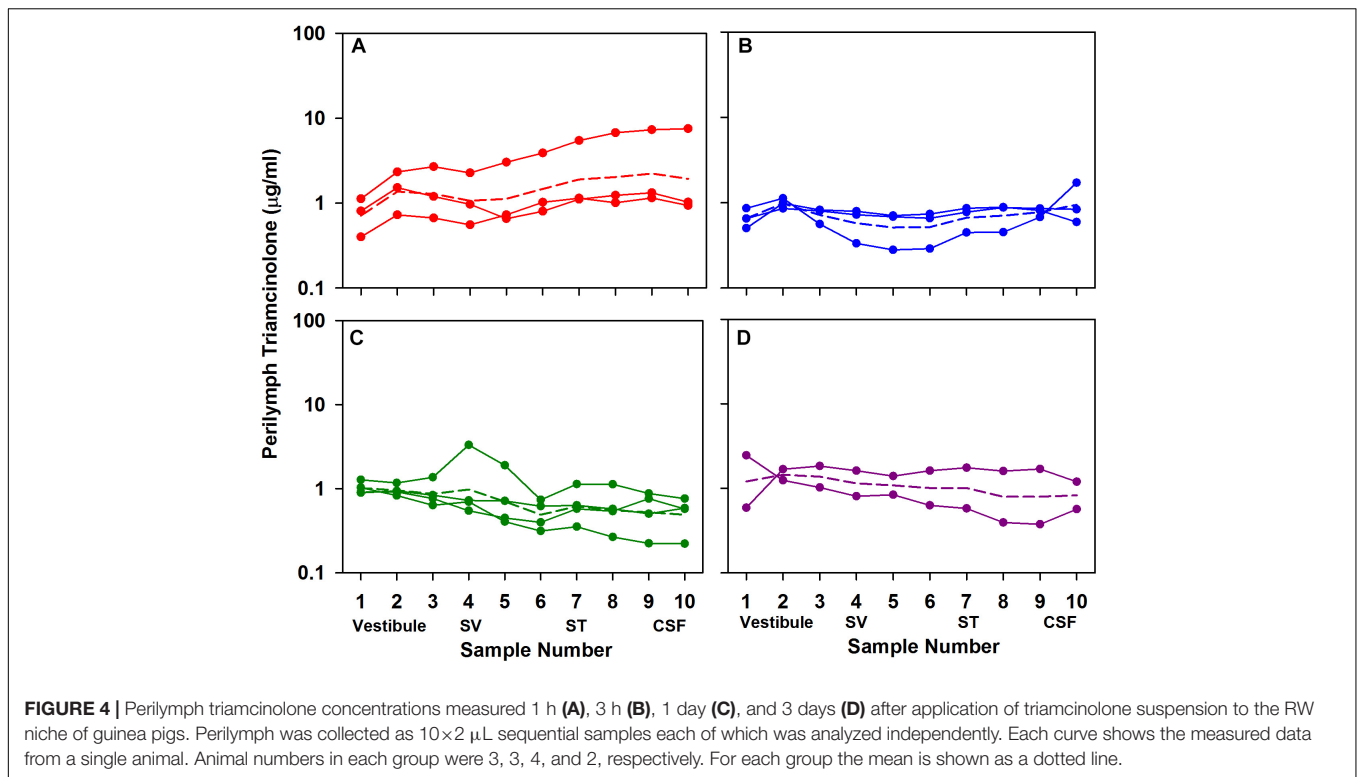 A
B
100
10
1
0.1
C
D
100
10
1
0.1
Perilymph Triamcinolone (µg/ml)
1 2 3 4 5 6 7 8 9 10
Vestibule SV ST CSF
Sample Number
1 2 3 4 5 6 7 8 9 10
Vestibule SV ST CSF
Sample Number
FIGURE 4 | Perilymph triamcinolone concentrations measured 1 h (A), 3 h (B), 1 day (C), and 3 days (D) after application of triamcinolone suspension to the RW
niche of guinea pigs. Perilymph was collected as 10×2 µL sequential samples each of which was analyzed independently. Each curve shows the measured data
from a single animal. Animal numbers in each group were 3, 3, 4, and 2, respectively. For each group the mean is shown as a dotted line.